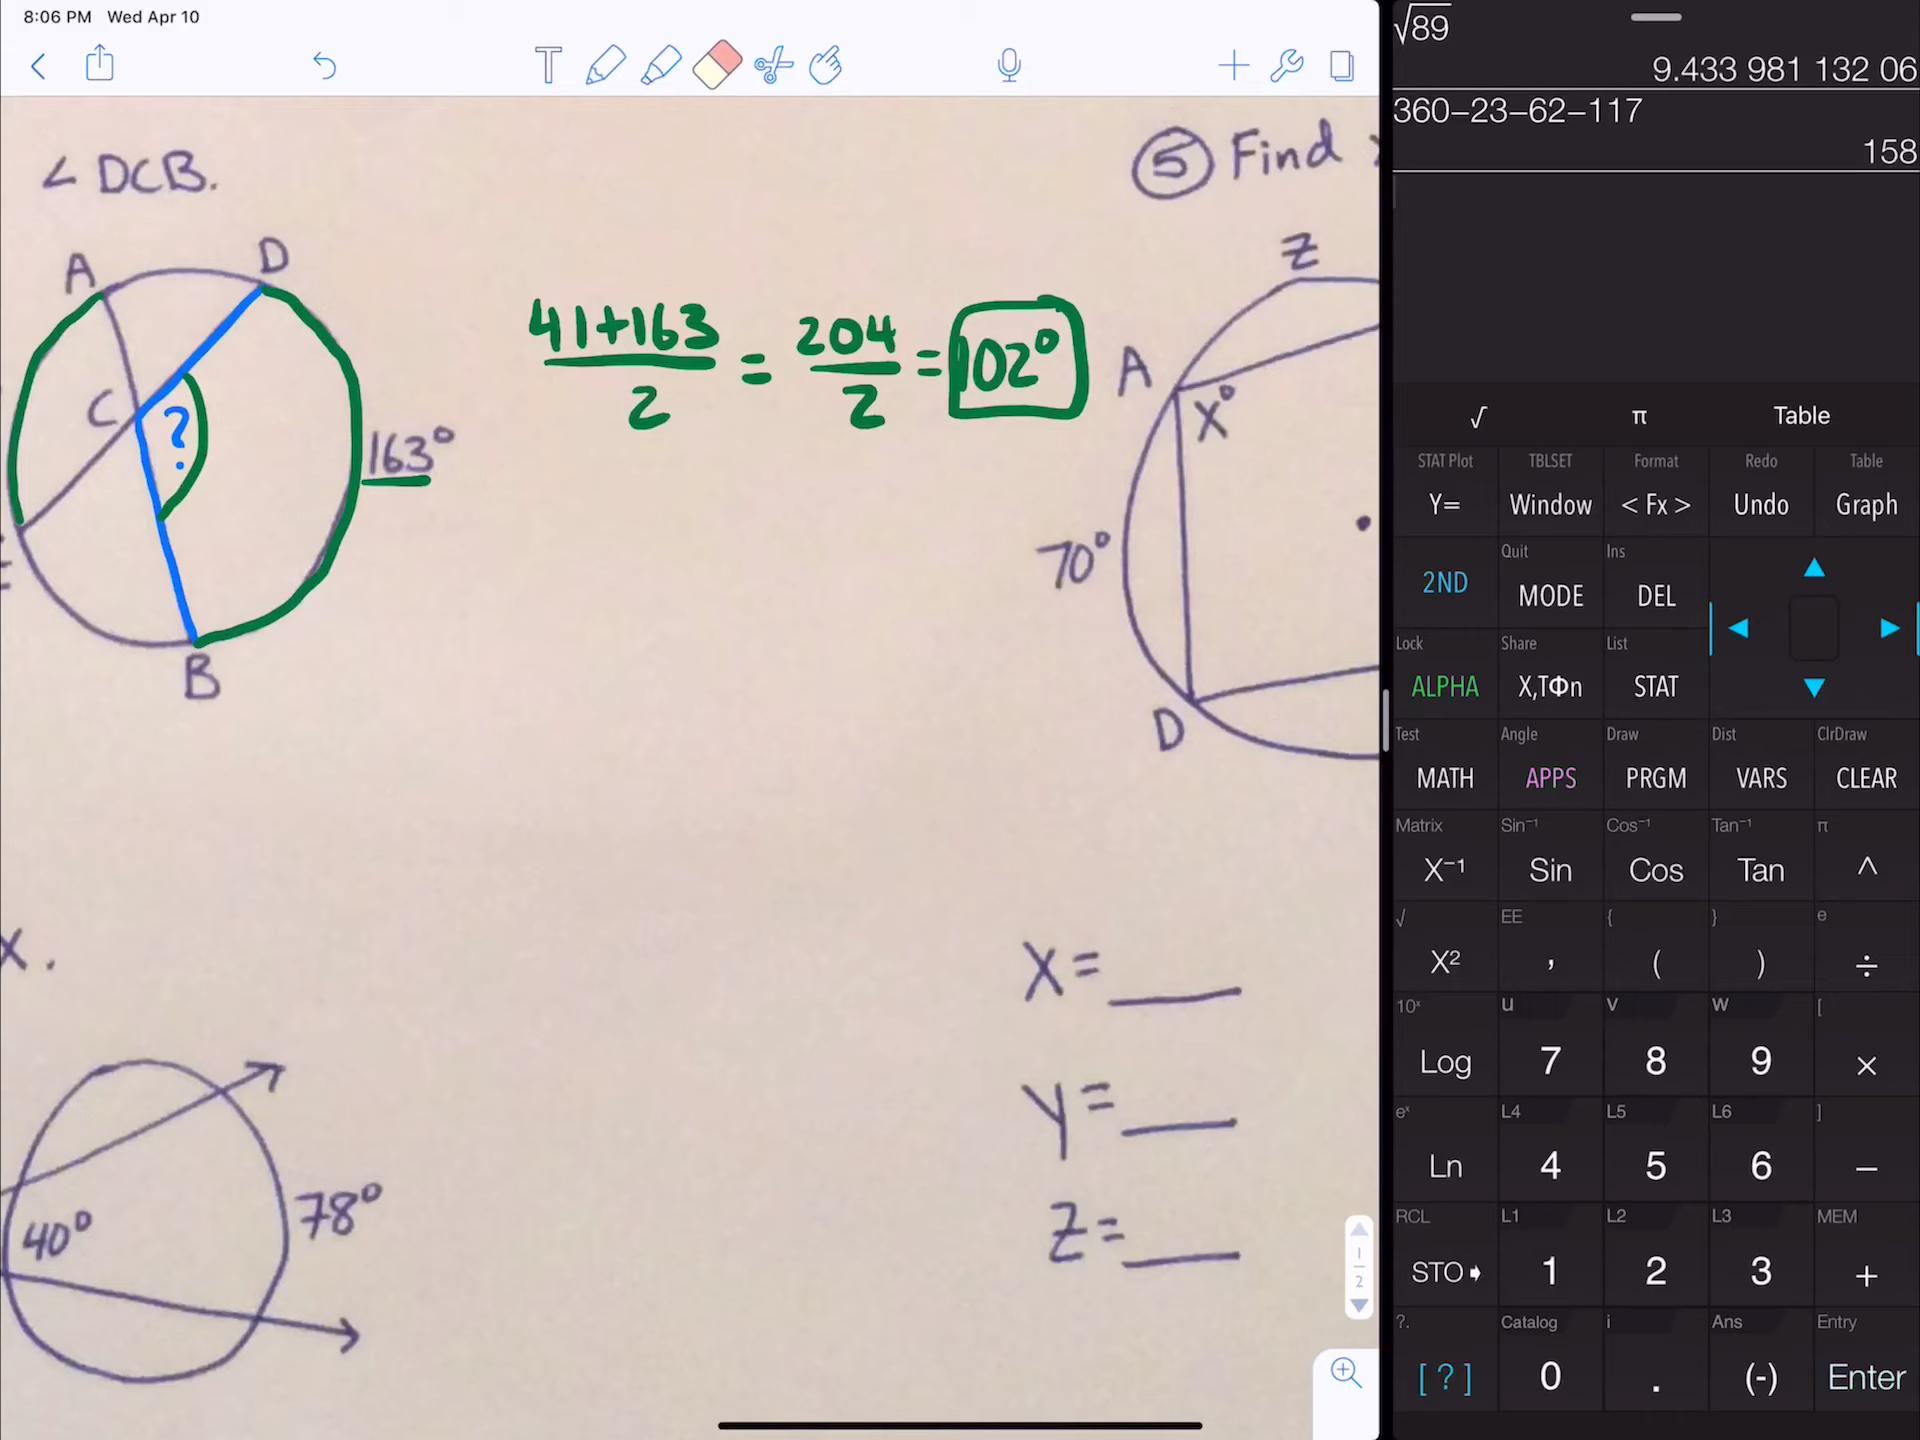 8:06 PM Wed Apr 10
∠ DCB.
A
D
C
?
163°
B
41+163/2 = 204/2 = 102°
⑤ Find
Z
A
X°
70°
D
X.
40°
78°
X= ____
Y= ____
Z= ____
1
2
√89
9.433 981 132 06
360–23–62–117
158
√ π Table
STAT Plot TBLSET Format Redo Table
Y= Window < Fx > Undo Graph
Quit Ins
2ND MODE DEL
Lock Share List
ALPHA X,TΦn STAT
Test Angle Draw Dist ClrDraw
MATH APPS PRGM VARS CLEAR
Matrix Sin⁻¹ Cos⁻¹ Tan⁻¹ π
X⁻¹ Sin Cos Tan ^
√ EE { } e
X² , ( ) ÷
10ˣ u v w [
Log 7 8 9 ×
eˣ L4 L5 L6 ]
Ln 4 5 6 −
RCL L1 L2 L3 MEM
STO➧ 1 2 3 +
?. Catalog i Ans Entry
[ ? ] 0 . (-) Enter